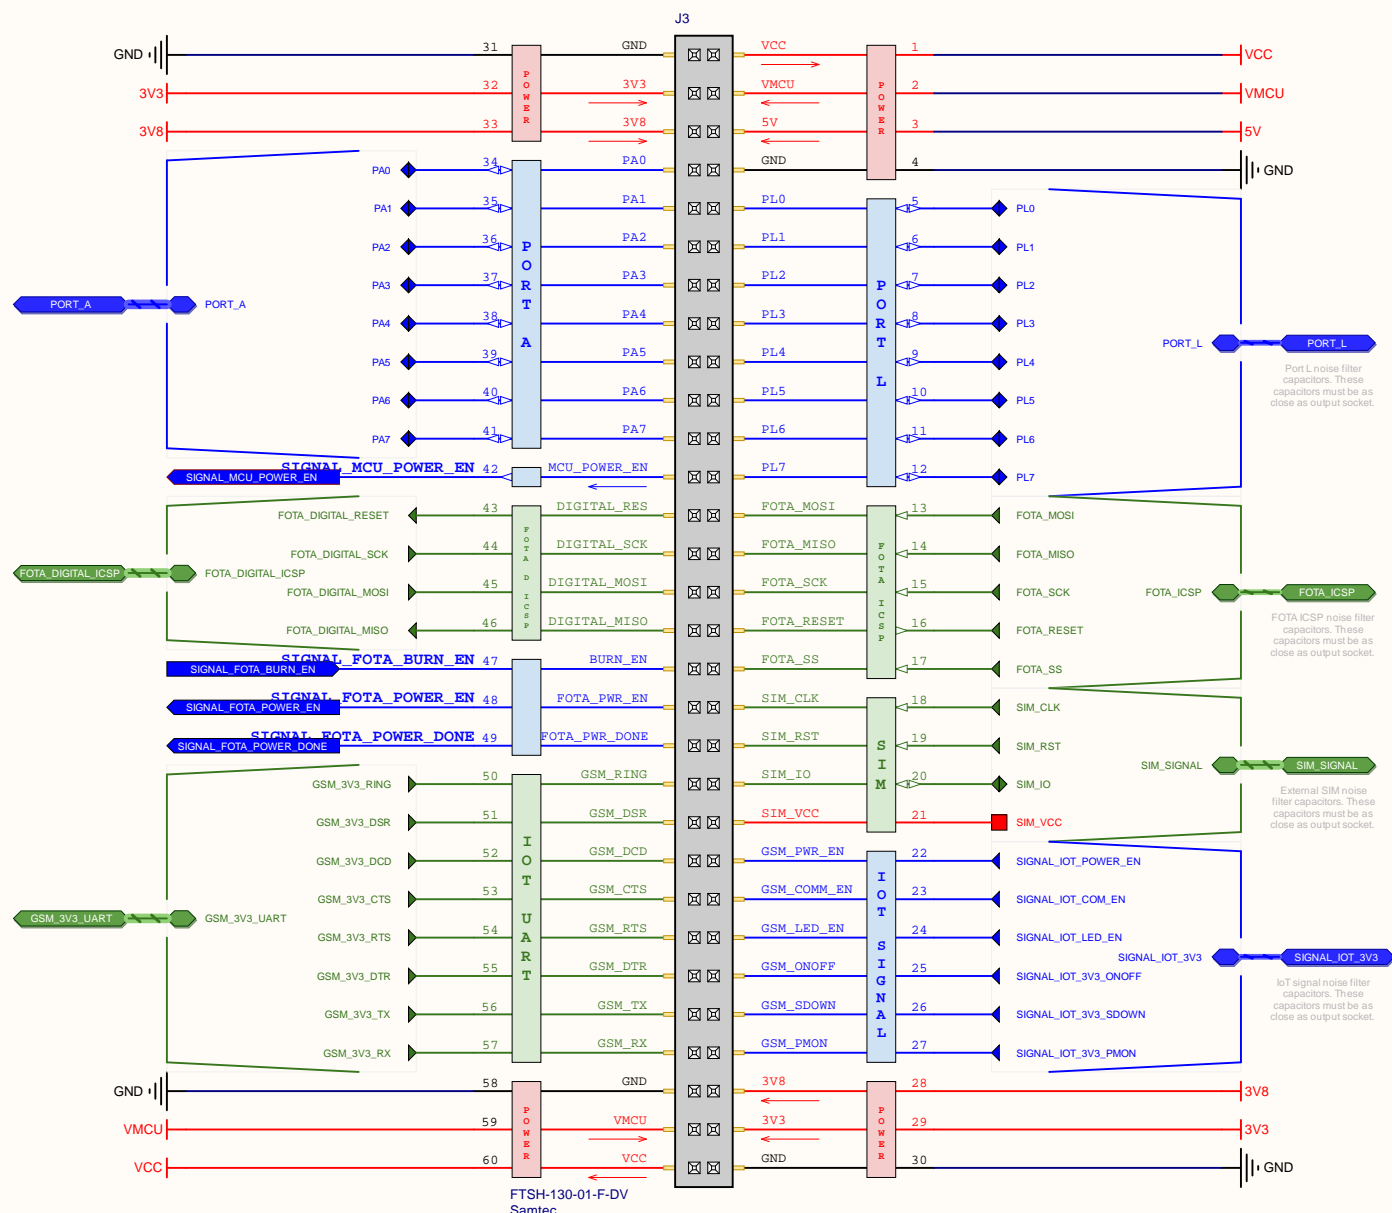 J3
GND 31 GND VCC 1 VCC
3V3 32 3V3 VMCU 2 VMCU
3V8 33 3V8 5V 3 5V
POWER
POWER
PA0 34 PA0 GND 4 GND
PA1 35 PA1 PL0 5 PL0
PA2 36 PA2 PL1 6 PL1
PA3 37 PA3 PL2 7 PL2
PORT_A PORT_A
PORT A
PORT L
PA4 38 PA4 PL3 8 PL3
PORT_L PORT_L
PA5 39 PA5 PL4 9 PL4
Port L noise filter
capacitors. These
capacitors must be as
close as output socket.
PA6 40 PA6 PL5 10 PL5
PA7 41 PA7 PL6 11 PL6
SIGNAL_MCU_POWER_EN SIGNAL_MCU_POWER_EN 42 MCU_POWER_EN PL7 12 PL7
FOTA_DIGITAL_RESET 43 DIGITAL_RES FOTA_MOSI 13 FOTA_MOSI
FOTA_DIGITAL_SCK 44 DIGITAL_SCK FOTA_MISO 14 FOTA_MISO
FOTA_DIGITAL_ICSP FOTA_DIGITAL_ICSP
FOTA D ICSP
FOTA ICSP
FOTA_DIGITAL_MOSI 45 DIGITAL_MOSI FOTA_SCK 15 FOTA_SCK
FOTA_ICSP FOTA_ICSP
FOTA ICSP noise filter
capacitors. These
capacitors must be as
close as output socket.
FOTA_DIGITAL_MISO 46 DIGITAL_MISO FOTA_RESET 16 FOTA_RESET
SIGNAL_FOTA_BURN_EN SIGNAL_FOTA_BURN_EN 47 BURN_EN FOTA_SS 17 FOTA_SS
SIGNAL_FOTA_POWER_EN SIGNAL_FOTA_POWER_EN 48 FOTA_PWR_EN SIM_CLK 18 SIM_CLK
SIGNAL_FOTA_POWER_DONE SIGNAL_FOTA_POWER_DONE 49 FOTA_PWR_DONE SIM_RST 19 SIM_RST
SIM
SIM_SIGNAL SIM_SIGNAL
GSM_3V3_RING 50 GSM_RING SIM_IO 20 SIM_IO
External SIM noise
filter capacitors. These
capacitors must be as
close as output socket.
GSM_3V3_DSR 51 GSM_DSR SIM_VCC 21 SIM_VCC
GSM_3V3_DCD 52 GSM_DCD GSM_PWR_EN 22 SIGNAL_IOT_POWER_EN
GSM_3V3_CTS 53 GSM_CTS GSM_COMM_EN 23 SIGNAL_IOT_COM_EN
GSM_3V3_UART GSM_3V3_UART
IOT UART
IOT SIGNAL
GSM_3V3_RTS 54 GSM_RTS GSM_LED_EN 24 SIGNAL_IOT_LED_EN
SIGNAL_IOT_3V3 SIGNAL_IOT_3V3
GSM_3V3_DTR 55 GSM_DTR GSM_ONOFF 25 SIGNAL_IOT_3V3_ONOFF
IoT signal noise filter
capacitors. These
capacitors must be as
close as output socket.
GSM_3V3_TX 56 GSM_TX GSM_SDOWN 26 SIGNAL_IOT_3V3_SDOWN
GSM_3V3_RX 57 GSM_RX GSM_PMON 27 SIGNAL_IOT_3V3_PMON
GND 58 GND 3V8 28 3V8
VMCU 59 VMCU 3V3 29 3V3
POWER
POWER
VCC 60 VCC GND 30 GND
FTSH-130-01-F-DV
Samtec